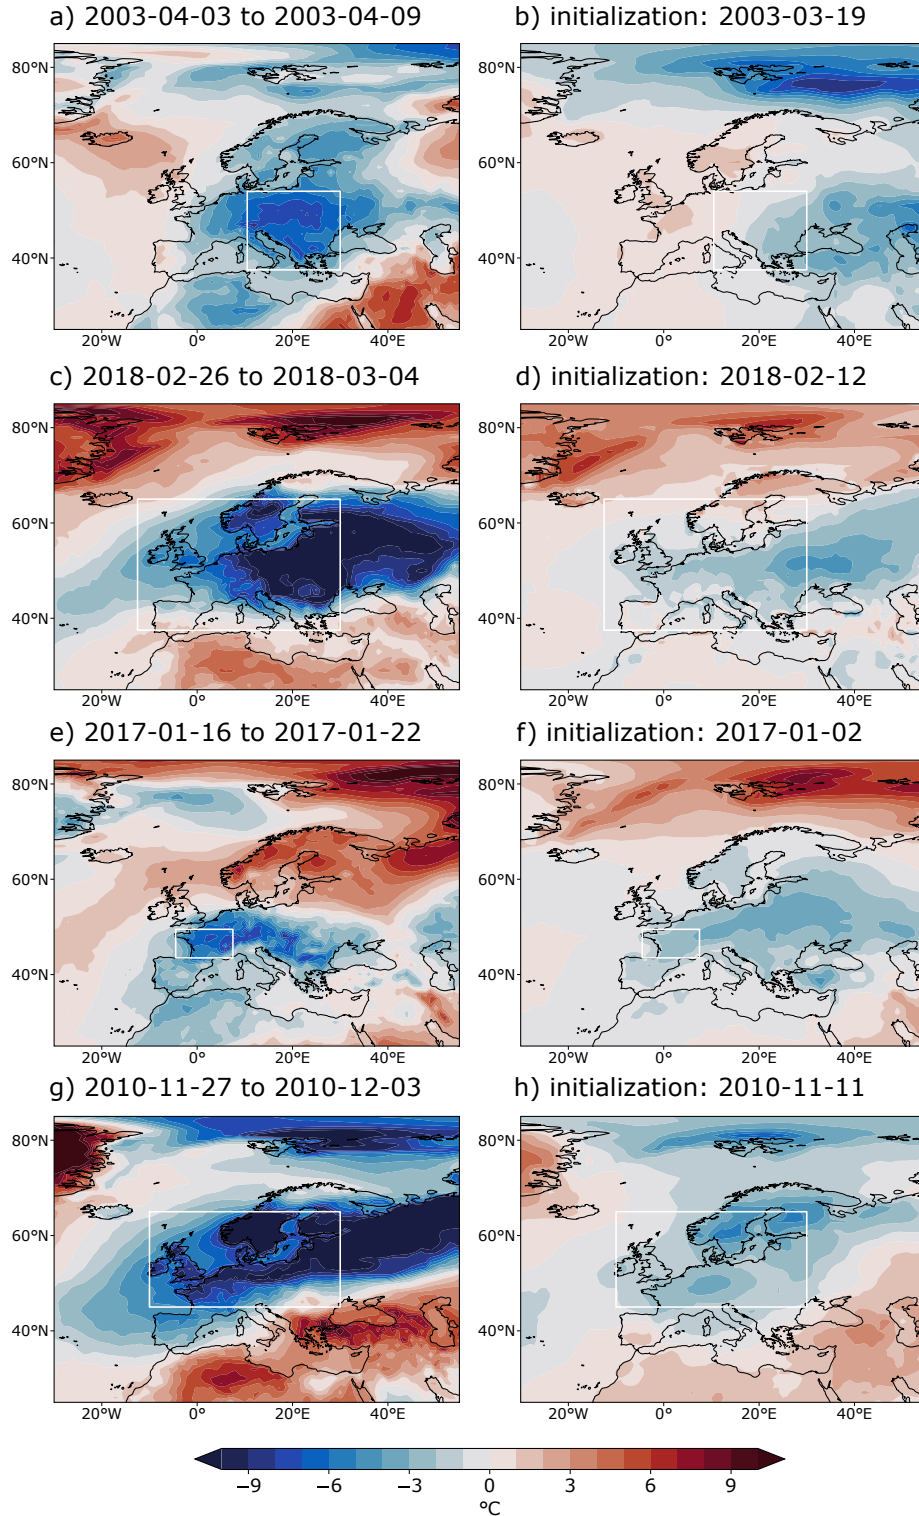 a) 2003-04-03 to 2003-04-09
b) initialization: 2003-03-19
80°N
60°N
40°N
20°W
0°
20°E
40°E
80°N
60°N
40°N
20°W
0°
20°E
40°E
c) 2018-02-26 to 2018-03-04
d) initialization: 2018-02-12
80°N
60°N
40°N
20°W
0°
20°E
40°E
80°N
60°N
40°N
20°W
0°
20°E
40°E
e) 2017-01-16 to 2017-01-22
f) initialization: 2017-01-02
80°N
60°N
40°N
20°W
0°
20°E
40°E
80°N
60°N
40°N
20°W
0°
20°E
40°E
g) 2010-11-27 to 2010-12-03
h) initialization: 2010-11-11
80°N
60°N
40°N
20°W
0°
20°E
40°E
80°N
60°N
40°N
20°W
0°
20°E
40°E
−9 −6 −3 0 3 6 9
°C